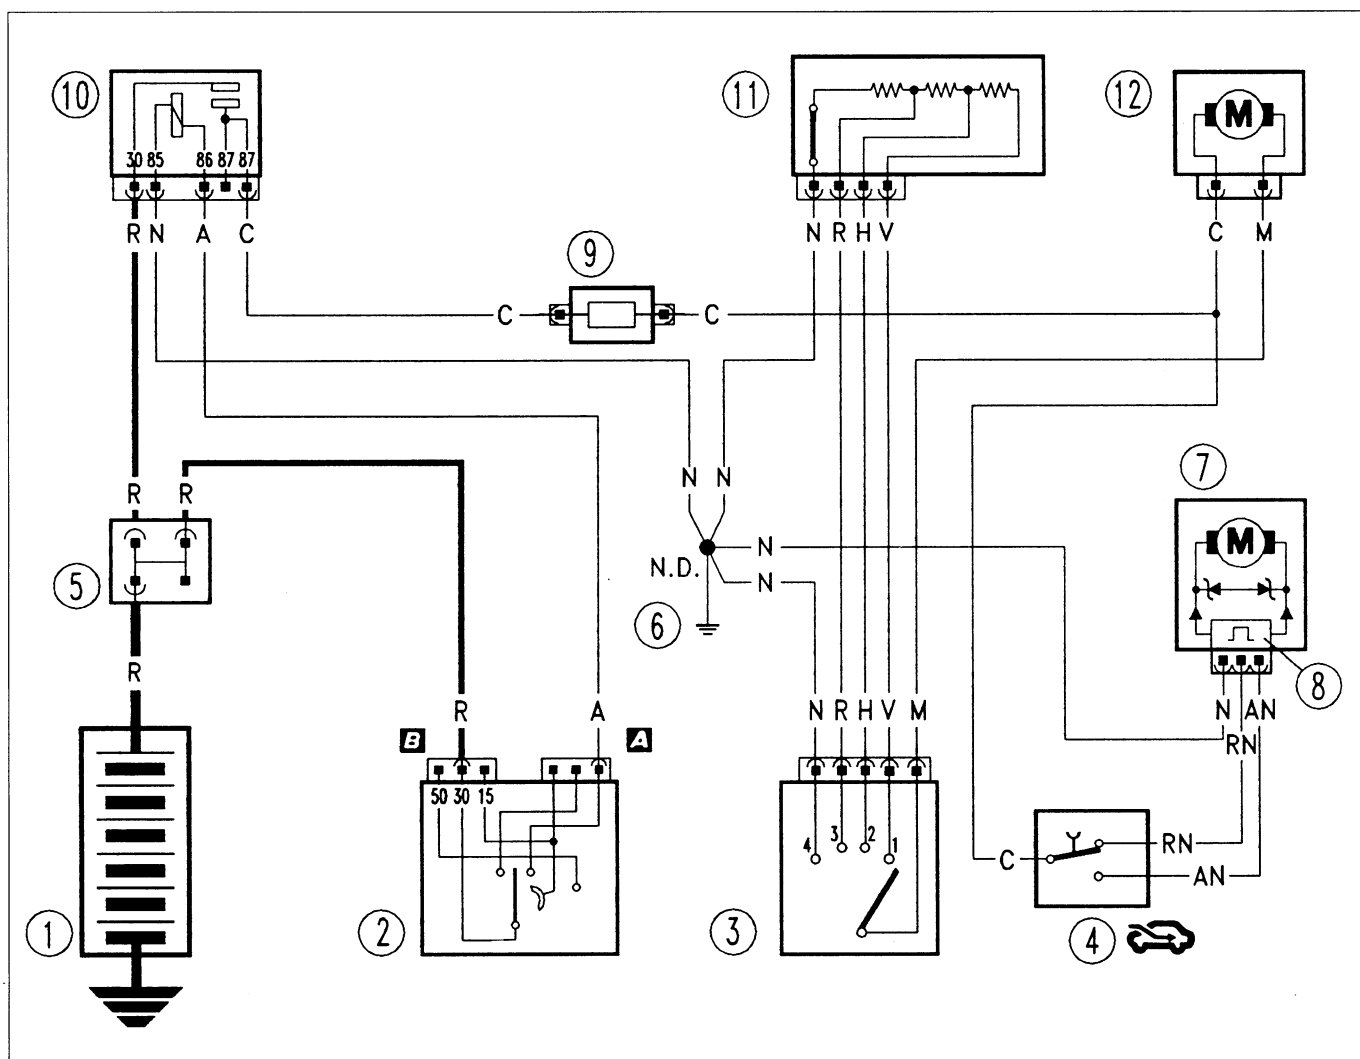 10 11 12
M
30 85 86 87 87
R N A C
N R H V
C M
9
C C
R R
N N
7
M
5
N.D. N
N
6
R
8
R A
N R H V M
N AN
RN
B A
50 30 15
4 3 2 1
RN
C
AN
1 2 3 4